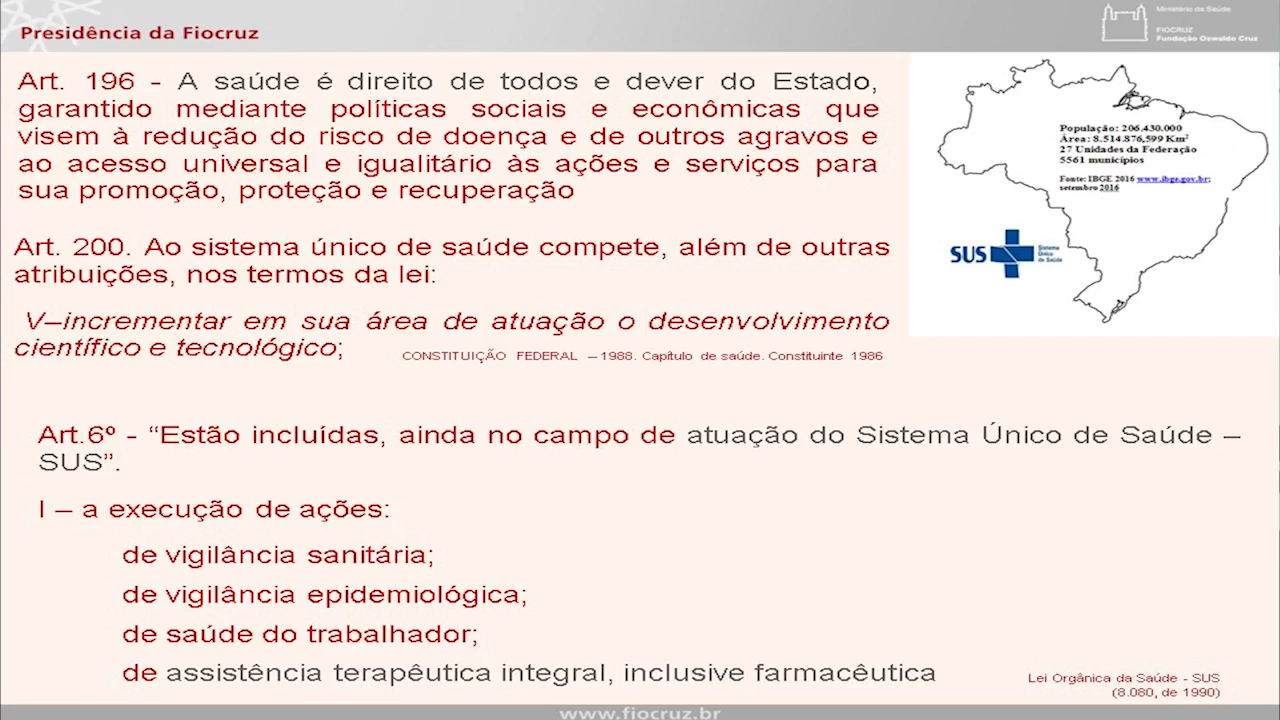 Presidência da Fiocruz
Ministério da Saúde
FIOCRUZ
Fundação Oswaldo Cruz
Art. 196 - A saúde é direito de todos e dever do Estado,
garantido mediante políticas sociais e econômicas que
visem à redução do risco de doença e de outros agravos e
ao acesso universal e igualitário às ações e serviços para
sua promoção, proteção e recuperação
População: 206.430.000
Área: 8.514.876,599 Km²
27 Unidades da Federação
5561 municípios
Fonte: IBGE 2016 www.ibge.gov.br;
setembro 2016
SUS
Sistema
Único
de Saúde
Art. 200. Ao sistema único de saúde compete, além de outras
atribuições, nos termos da lei:
V–incrementar em sua área de atuação o desenvolvimento
científico e tecnológico;
CONSTITUIÇÃO FEDERAL – 1988. Capítulo de saúde. Constituinte 1986
Art.6º - “Estão incluídas, ainda no campo de atuação do Sistema Único de Saúde –
SUS”.
I – a execução de ações:
de vigilância sanitária;
de vigilância epidemiológica;
de saúde do trabalhador;
de assistência terapêutica integral, inclusive farmacêutica
Lei Orgânica da Saúde - SUS
(8.080, de 1990)
www.fiocruz.br